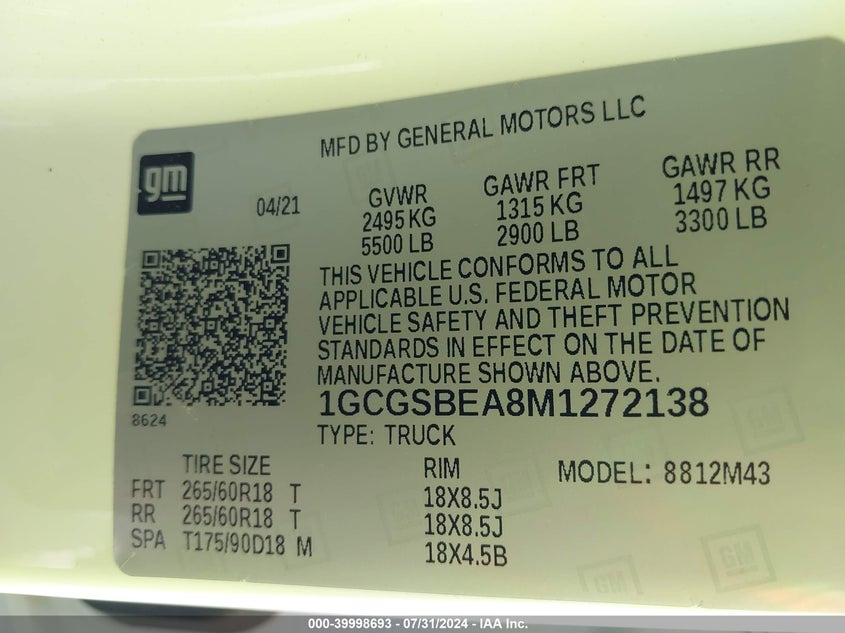 MFD BY GENERAL MOTORS LLC
gm
04/21
GVWR GAWR FRT GAWR RR
2495 KG 1315 KG 1497 KG
5500 LB 2900 LB 3300 LB
THIS VEHICLE CONFORMS TO ALL
APPLICABLE U.S. FEDERAL MOTOR
VEHICLE SAFETY AND THEFT PREVENTION
STANDARDS IN EFFECT ON THE DATE OF
MANUFACTURE SHOWN ABOVE.
8624
1GCGSBEA8M1272138
TYPE: TRUCK
TIRE SIZE RIM MODEL: 8812M43
FRT 265/60R18 T 18X8.5J
RR 265/60R18 T 18X8.5J
SPA T175/90D18 M 18X4.5B
GM
GM
000-39998693 - 07/31/2024 - IAA Inc.